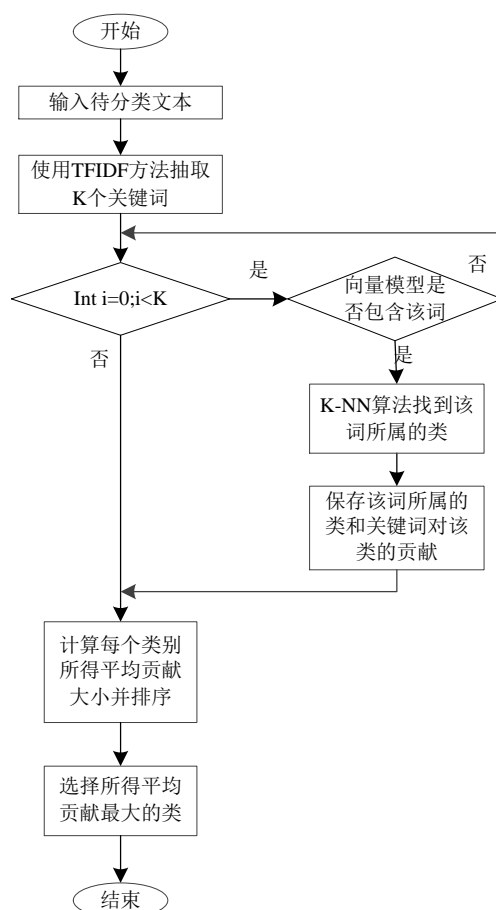 开始
输入待分类文本
使用TFIDF方法抽取
K个关键词
Int i=0;i<K
是
向量模型是
否包含该词
否
否
是
K-NN算法找到该
词所属的类
保存该词所属的
类和关键词对该
类的贡献
计算每个类别
所得平均贡献
大小并排序
选择所得平均
贡献最大的类
结束